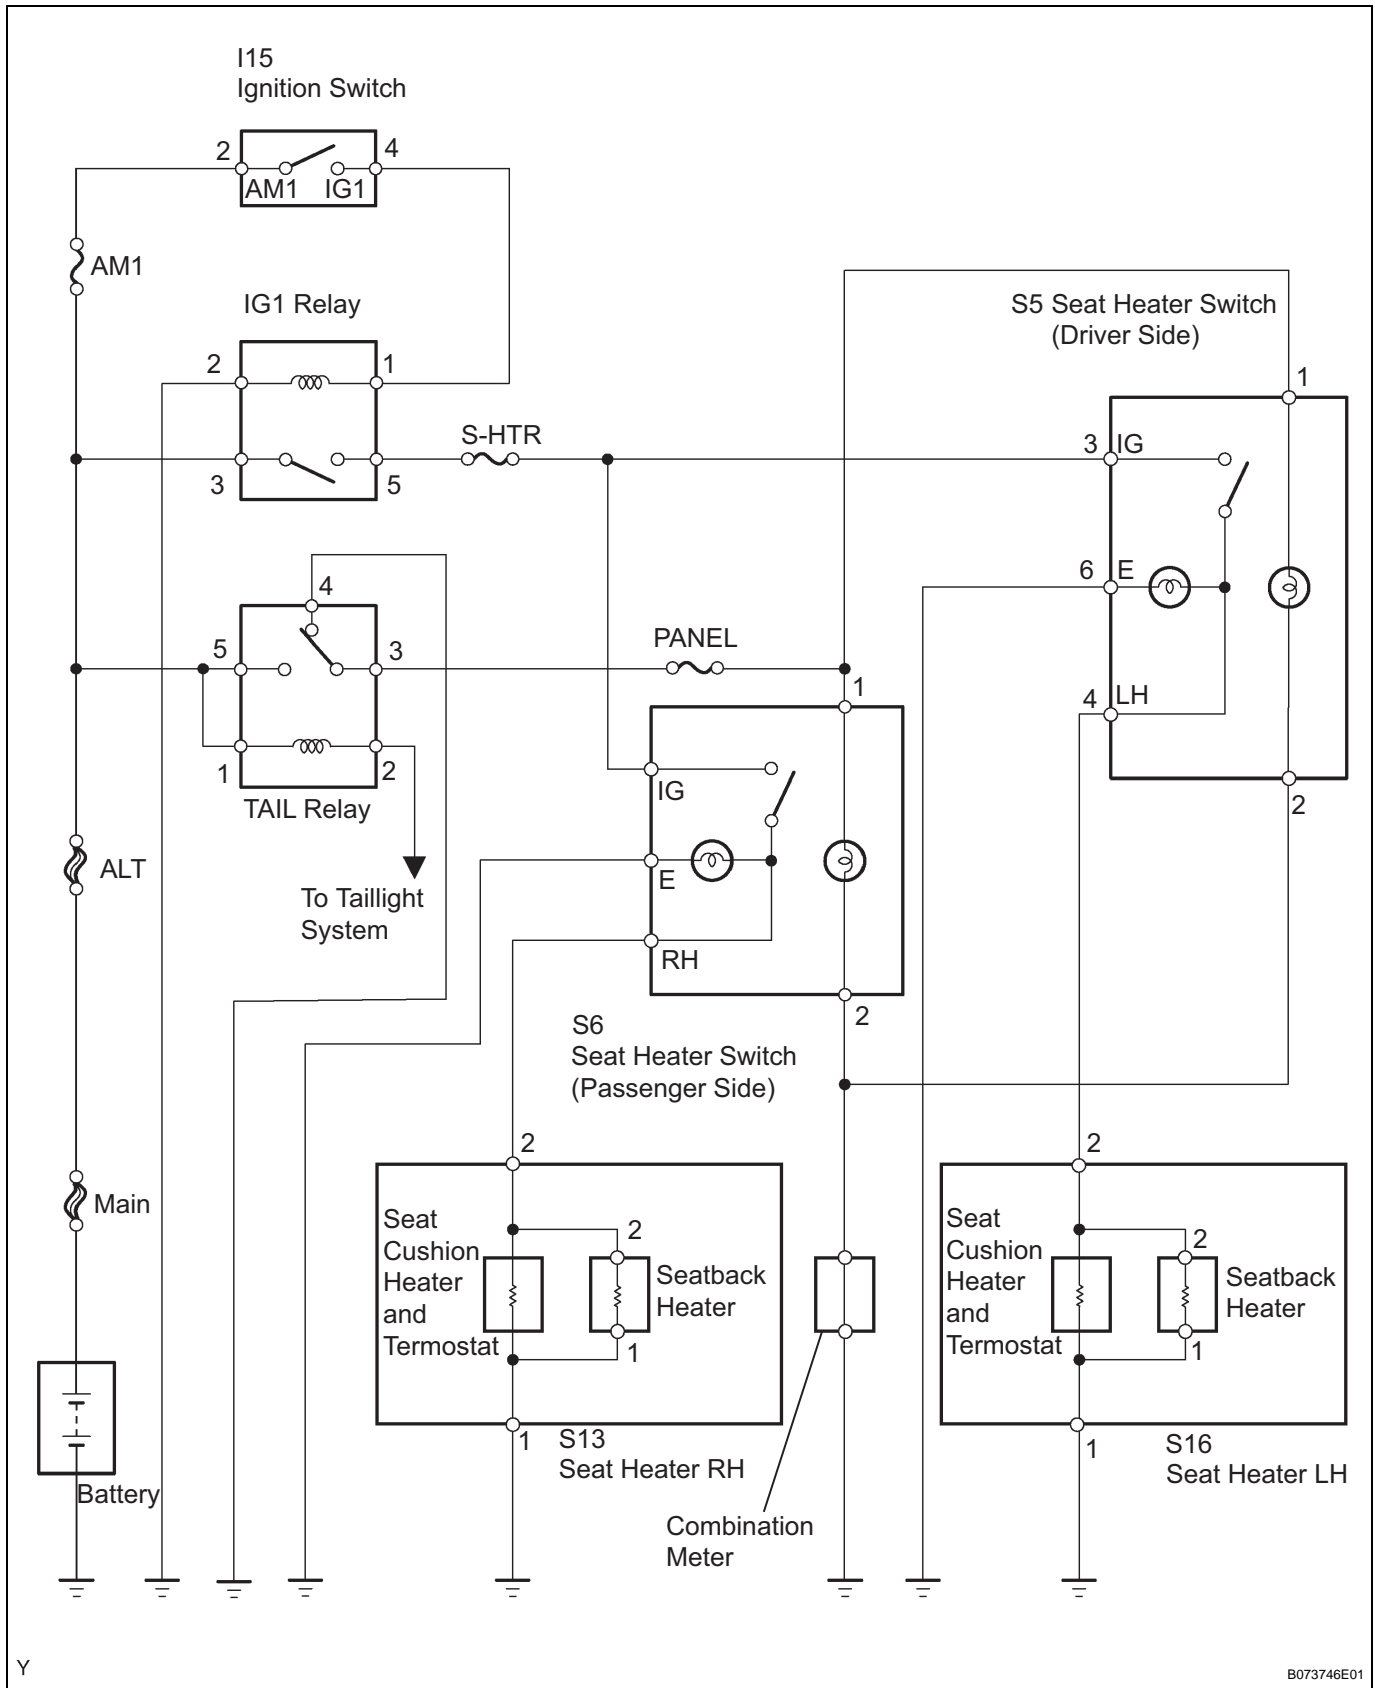 I15
Ignition Switch
2
4
AM1
IG1
AM1
IG1 Relay
S5 Seat Heater Switch
(Driver Side)
2
1
1
S-HTR
3
IG
3
5
4
6
E
PANEL
5
3
1
4
LH
1
2
IG
TAIL Relay
2
ALT
E
To Taillight
System
RH
2
S6
Seat Heater Switch
(Passenger Side)
2
2
Main
Seat
Cushion
Heater
and
Termostat
2
Seatback
Heater
1
Seat
Cushion
Heater
and
Termostat
2
Seatback
Heater
1
1
S13
Seat Heater RH
1
S16
Seat Heater LH
Battery
Combination
Meter
Y
B073746E01